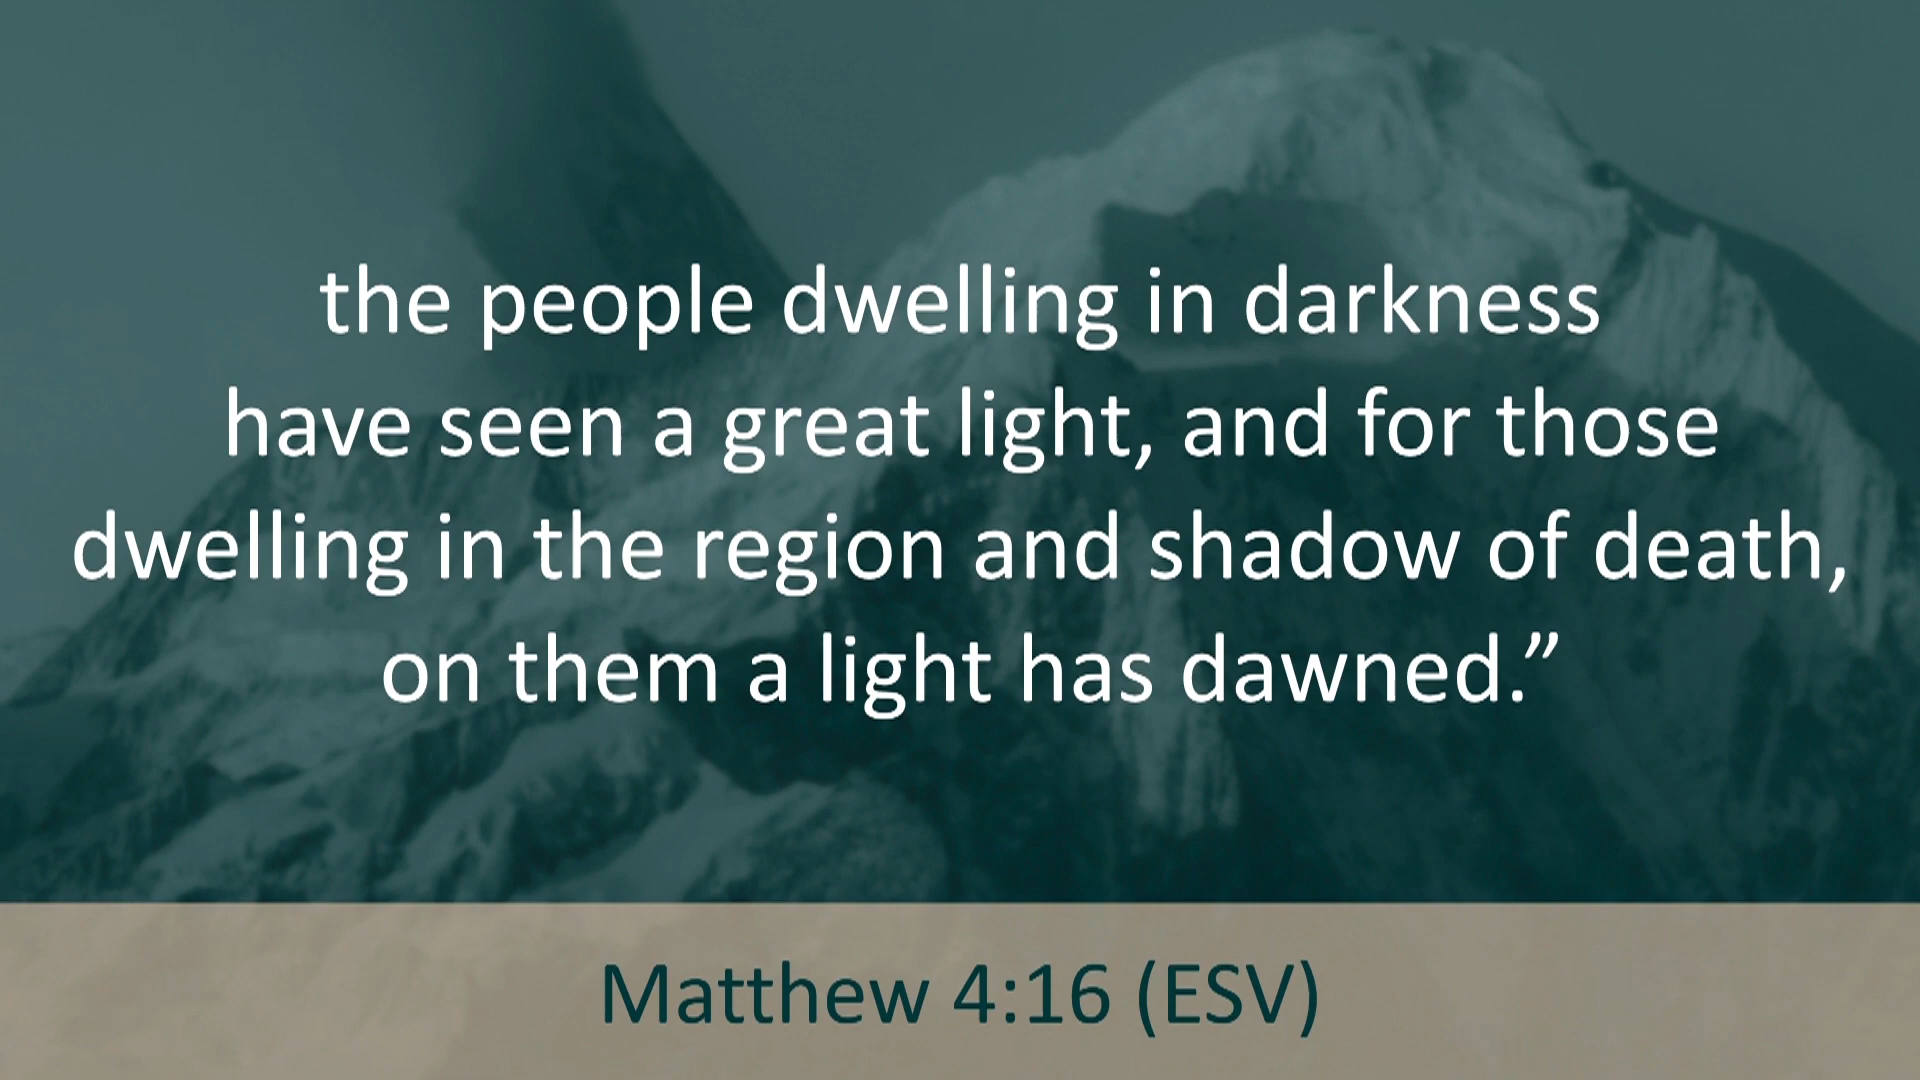 the people dwelling in darkness
have seen a great light, and for those
dwelling in the region and shadow of death,
on them a light has dawned.”
Matthew 4:16 (ESV)